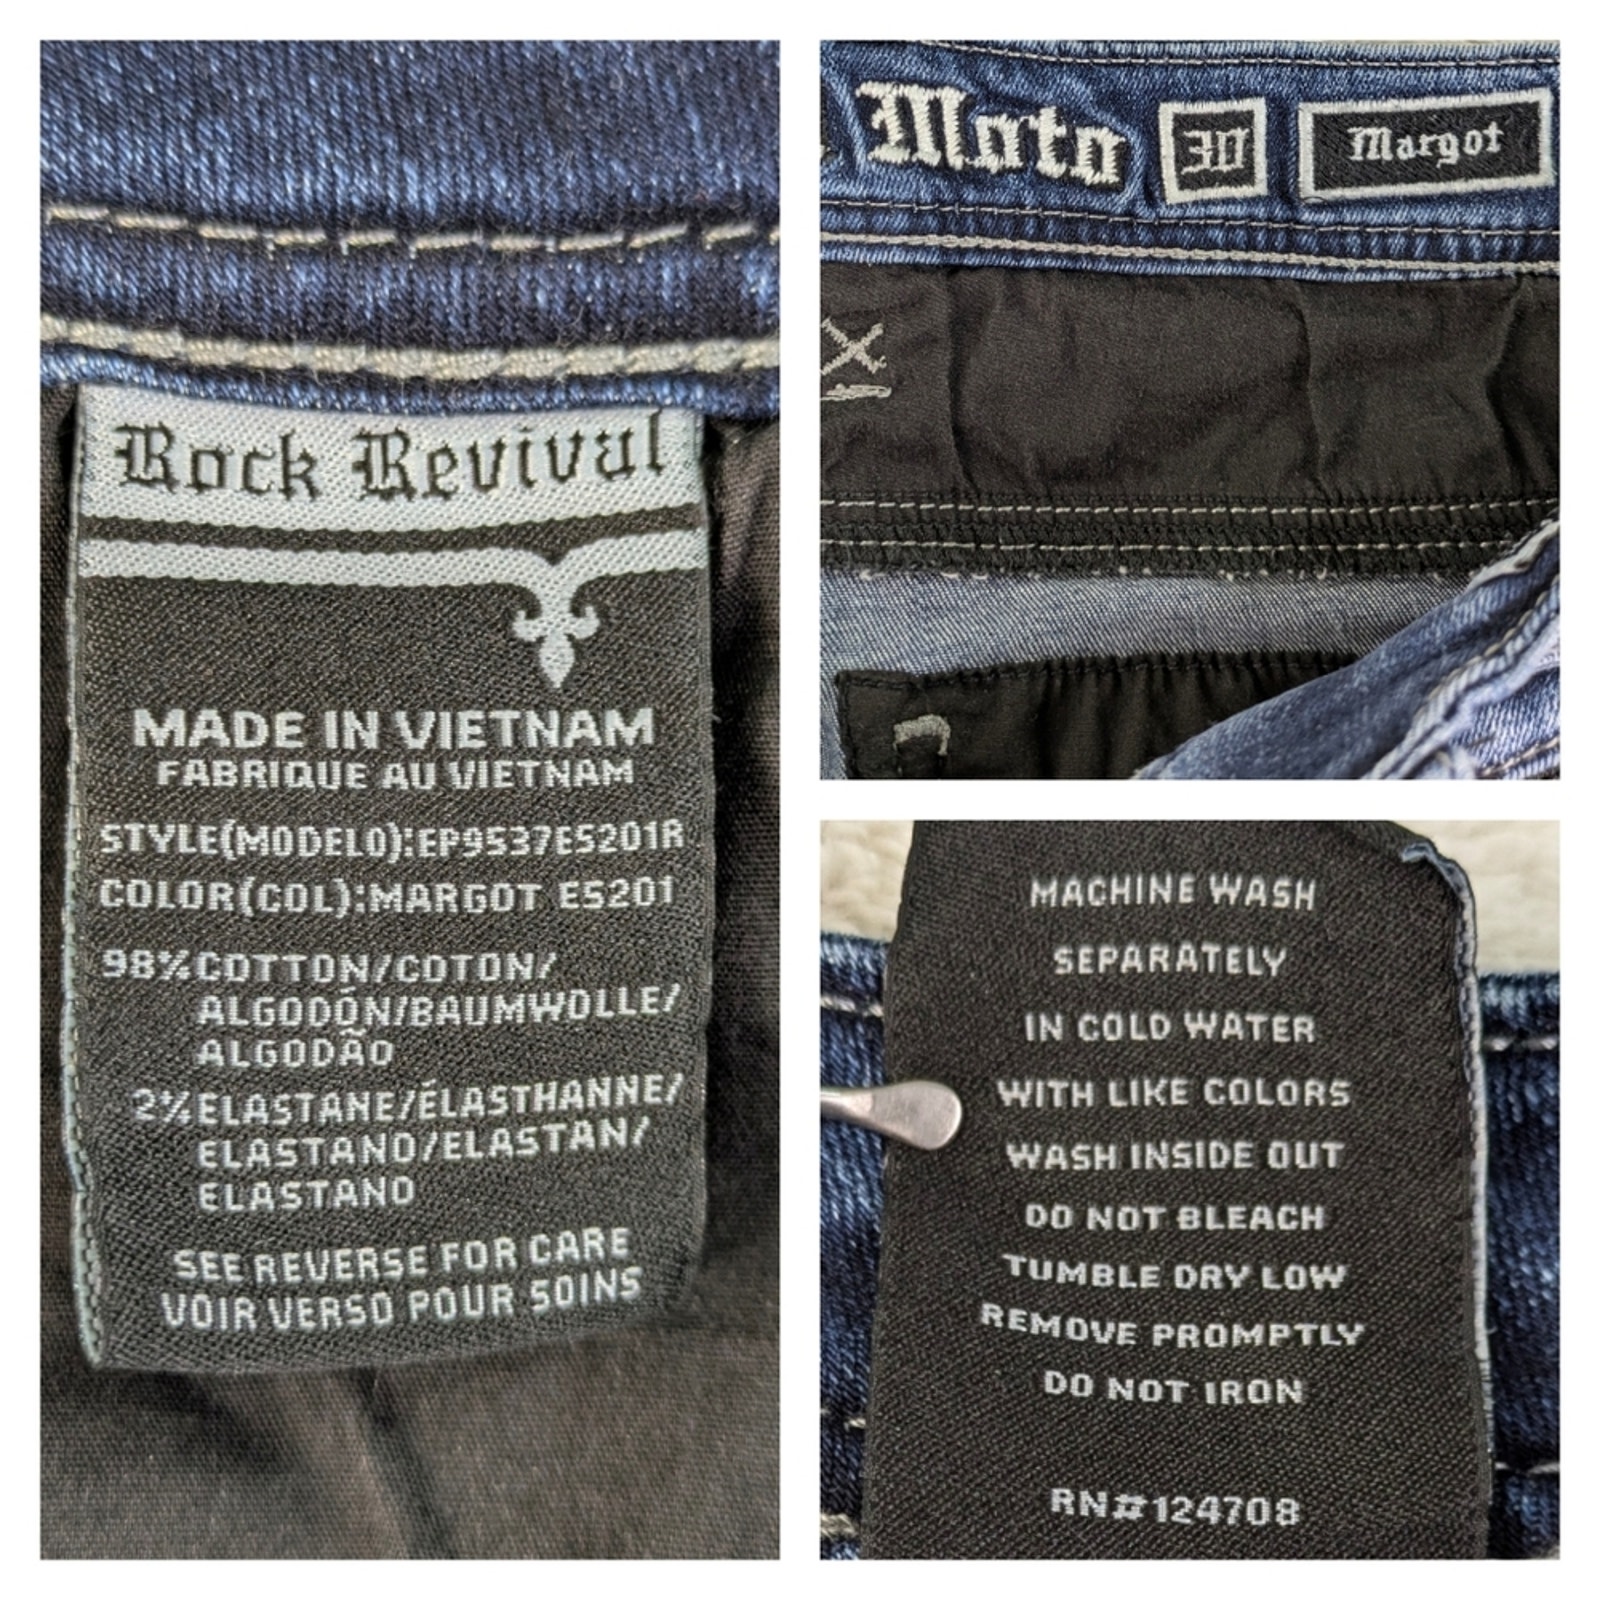 Rock Revival
MADE IN VIETNAM
FABRIQUE AU VIETNAM
STYLE(MODELO):EP9537E5201R
COLOR(COL):MARGOT E5201
98% COTTON/COTON/
ALGODÓN/BAUMWOLLE/
ALGODÃO
2% ELASTANE/ÉLASTHANNE/
ELASTANO/ELASTAN/
ELASTANO
SEE REVERSE FOR CARE
VOIR VERSO POUR SOINS
Moto 30 Margot
MACHINE WASH
SEPARATELY
IN COLD WATER
WITH LIKE COLORS
WASH INSIDE OUT
DO NOT BLEACH
TUMBLE DRY LOW
REMOVE PROMPTLY
DO NOT IRON
RN#124708